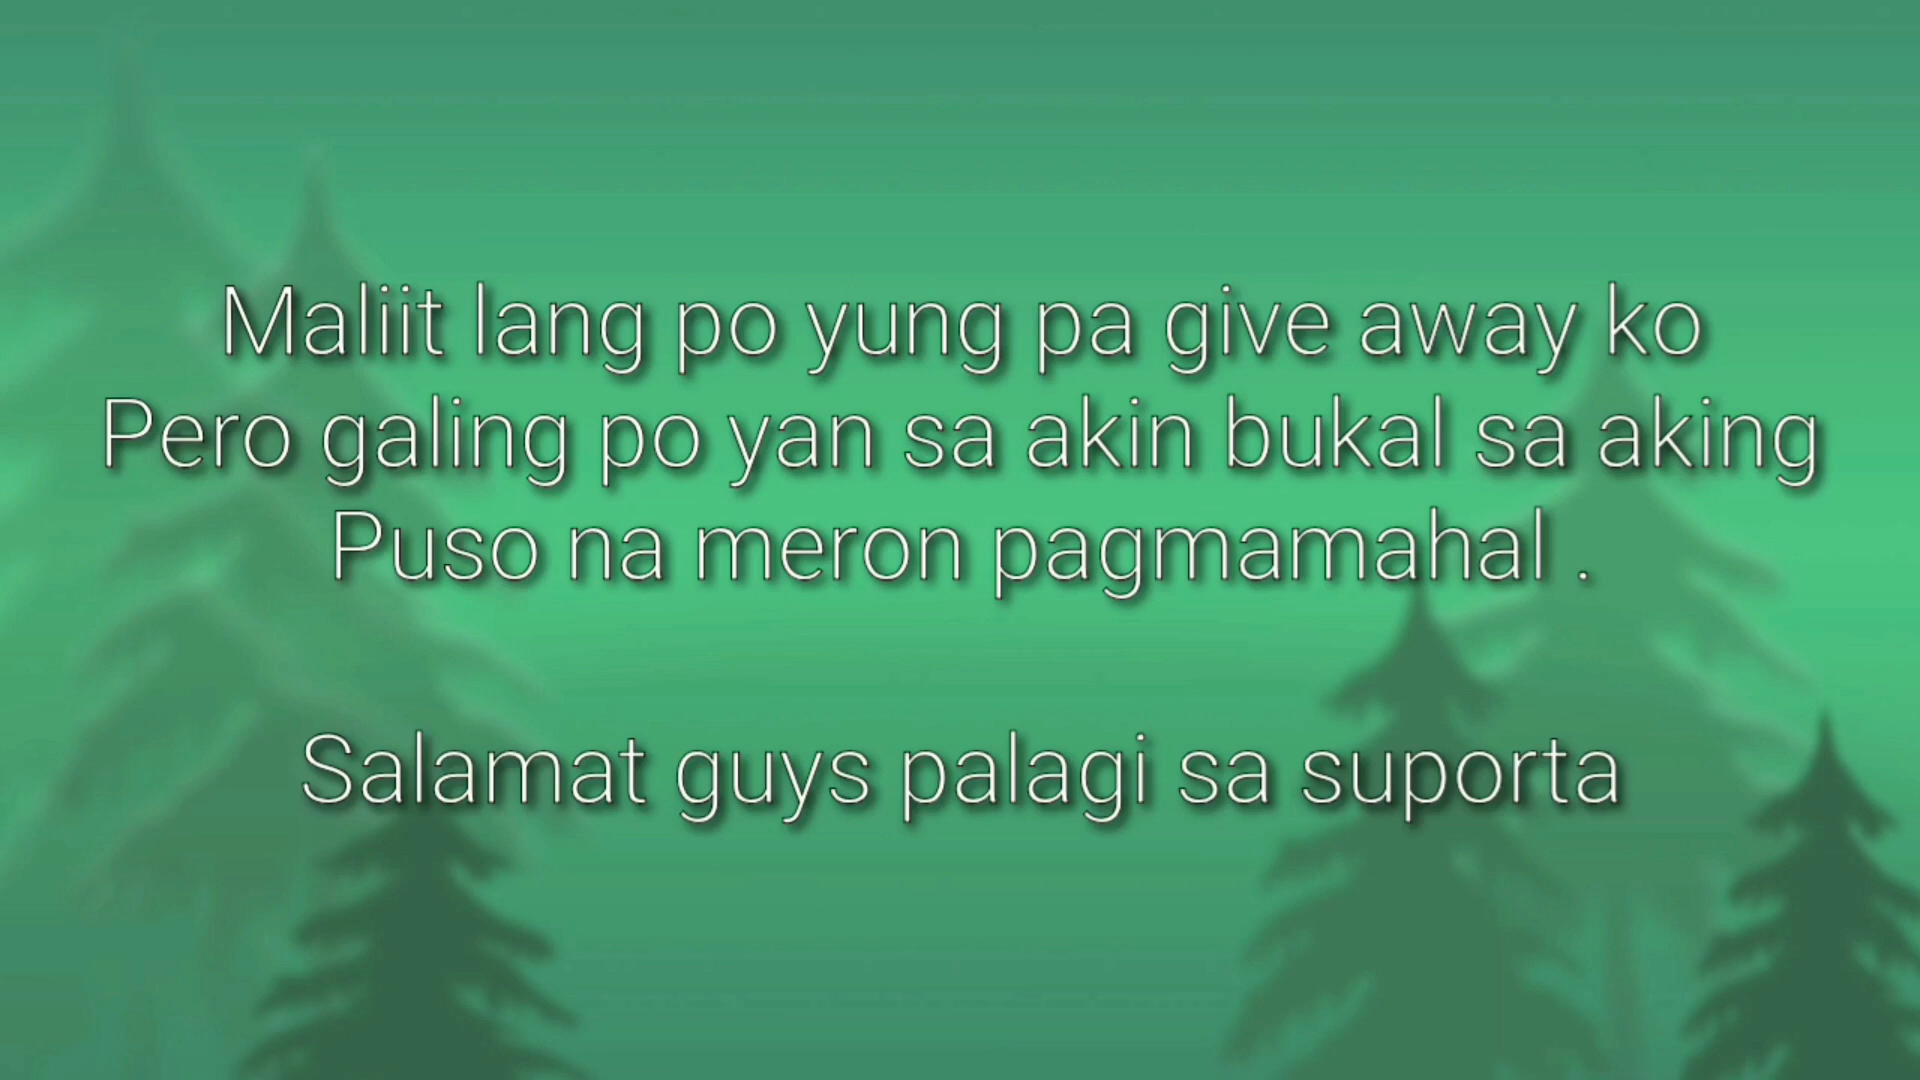 Maliit lang po yung pa give away ko
Pero galing po yan sa akin bukal sa aking
Puso na meron pagmamahal .
Salamat guys palagi sa suporta